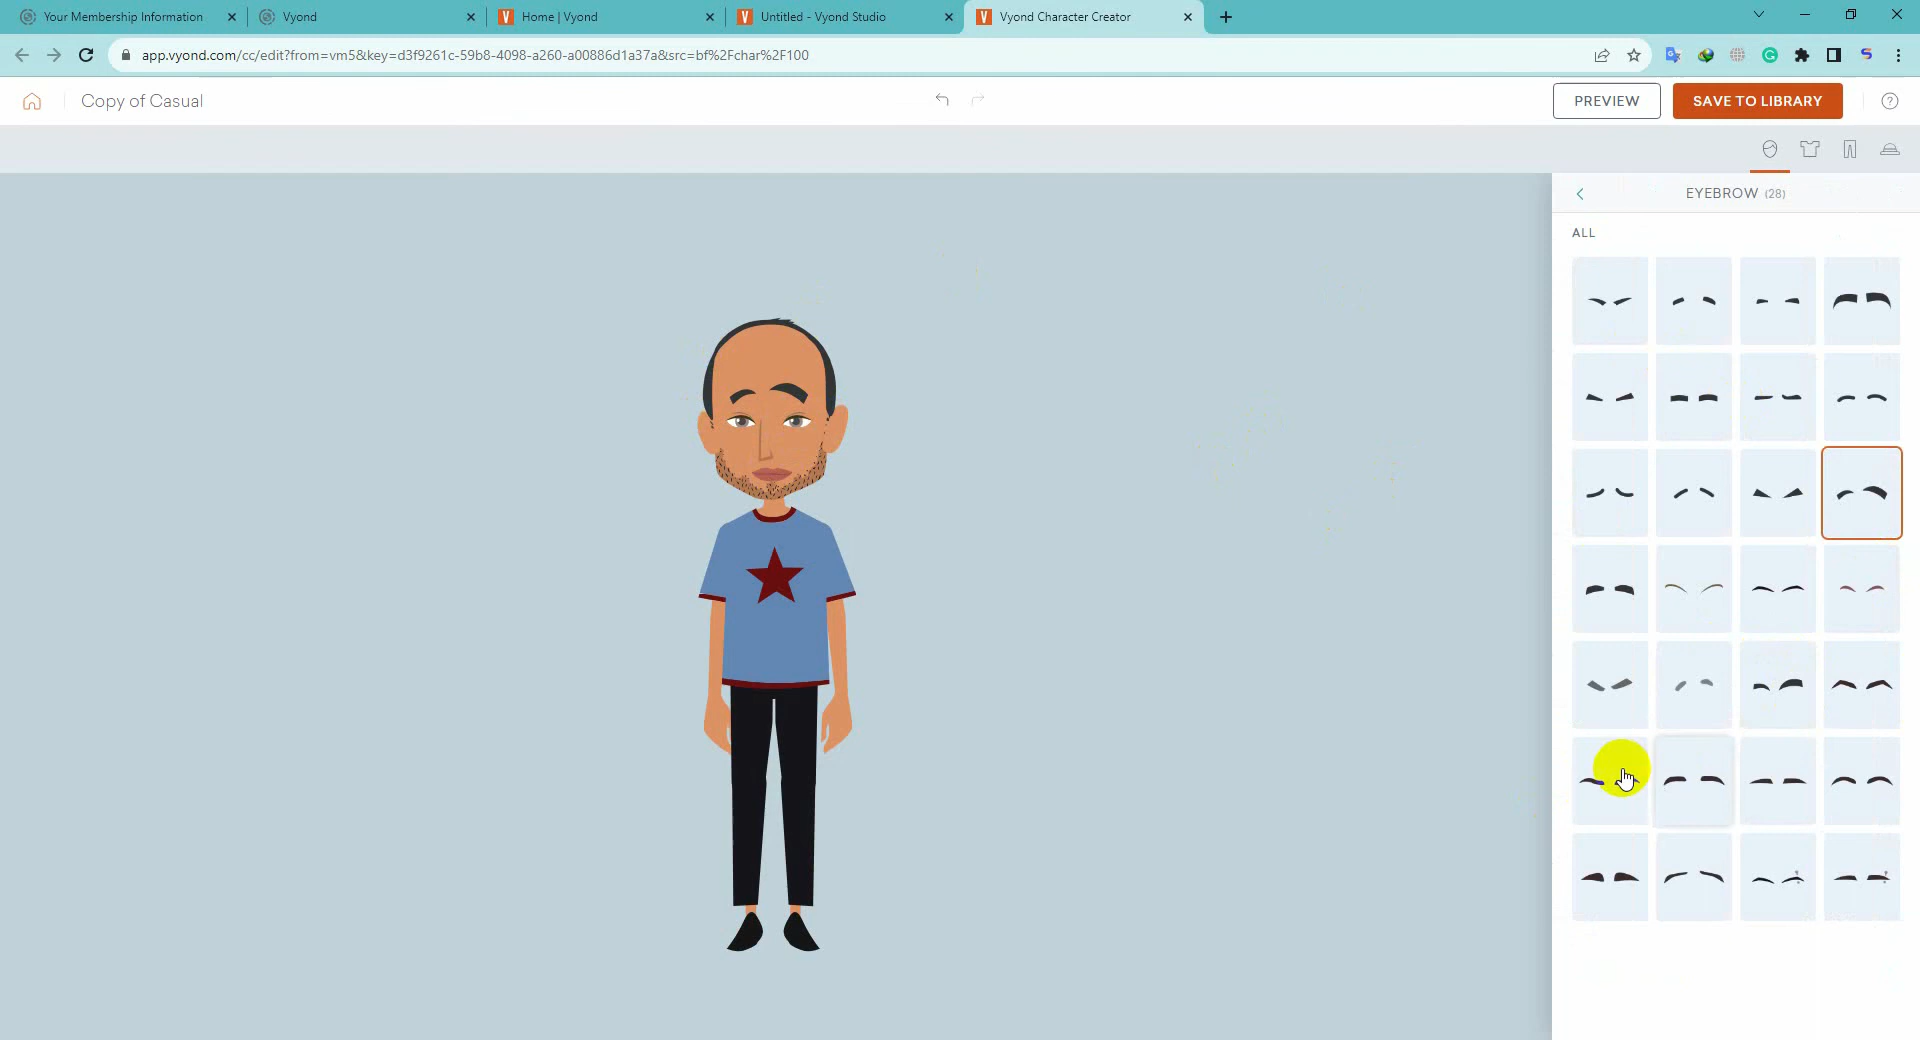 Your Membership Information
Vyond
Home | Vyond
Untitled - Vyond Studio
Vyond Character Creator
app.vyond.com/cc/edit?from=vm5&key=d3f9261c-59b8-4098-a260-a00886d1a37a&src=bf%2Fchar%2F100
Copy of Casual
PREVIEW
SAVE TO LIBRARY
EYEBROW (28)
ALL